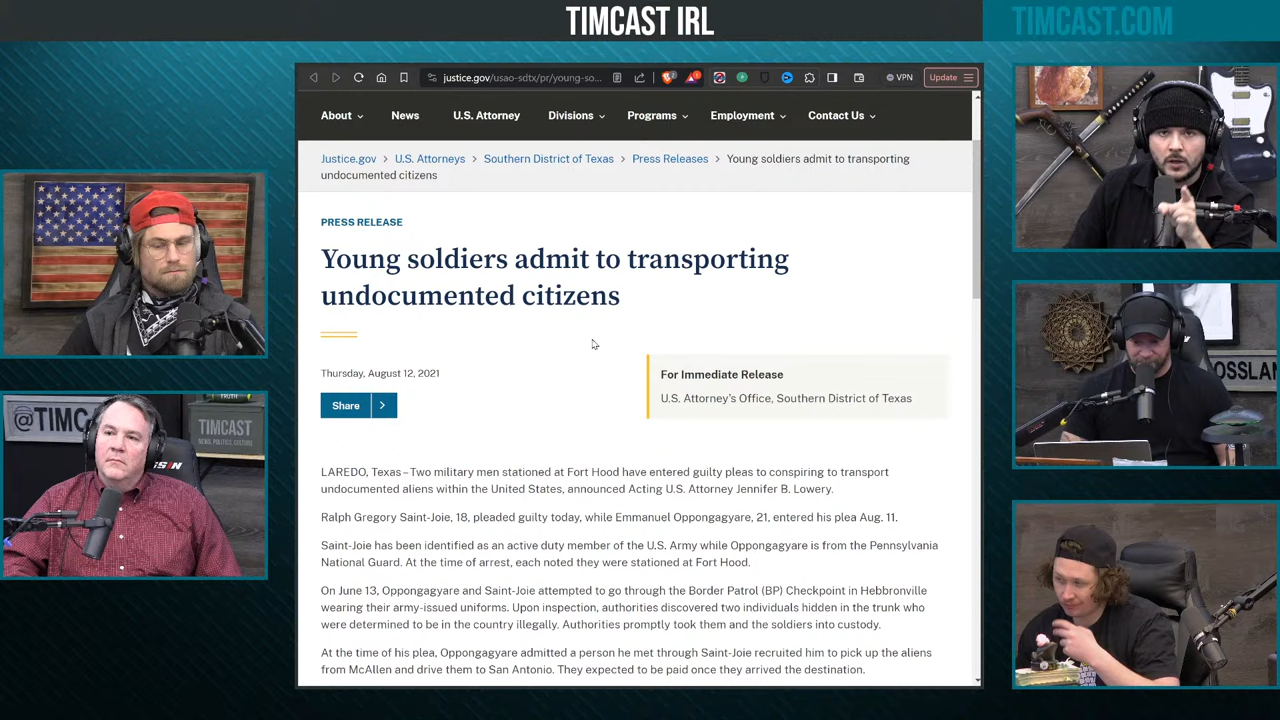 TIMCAST IRL
TIMCAST.COM
justice.gov/usao-sdtx/pr/young-so...
2
1
VPN
Update
About
News
U.S. Attorney
Divisions
Programs
Employment
Contact Us
Justice.gov > U.S. Attorneys > Southern District of Texas > Press Releases > Young soldiers admit to transporting
undocumented citizens
PRESS RELEASE
Young soldiers admit to transporting
undocumented citizens
Thursday, August 12, 2021
For Immediate Release
U.S. Attorney's Office, Southern District of Texas
Share >
LAREDO, Texas – Two military men stationed at Fort Hood have entered guilty pleas to conspiring to transport
undocumented aliens within the United States, announced Acting U.S. Attorney Jennifer B. Lowery.
Ralph Gregory Saint-Joie, 18, pleaded guilty today, while Emmanuel Oppongagyare, 21, entered his plea Aug. 11.
Saint-Joie has been identified as an active duty member of the U.S. Army while Oppongagyare is from the Pennsylvania
National Guard. At the time of arrest, each noted they were stationed at Fort Hood.
On June 13, Oppongagyare and Saint-Joie attempted to go through the Border Patrol (BP) Checkpoint in Hebbronville
wearing their army-issued uniforms. Upon inspection, authorities discovered two individuals hidden in the trunk who
were determined to be in the country illegally. Authorities promptly took them and the soldiers into custody.
At the time of his plea, Oppongagyare admitted a person he met through Saint-Joie recruited him to pick up the aliens
from McAllen and drive them to San Antonio. They expected to be paid once they arrived the destination.
@TIMC
TRUTH
TIMCAST
NEWS, POLITICS, CULTURE
OSSLAN